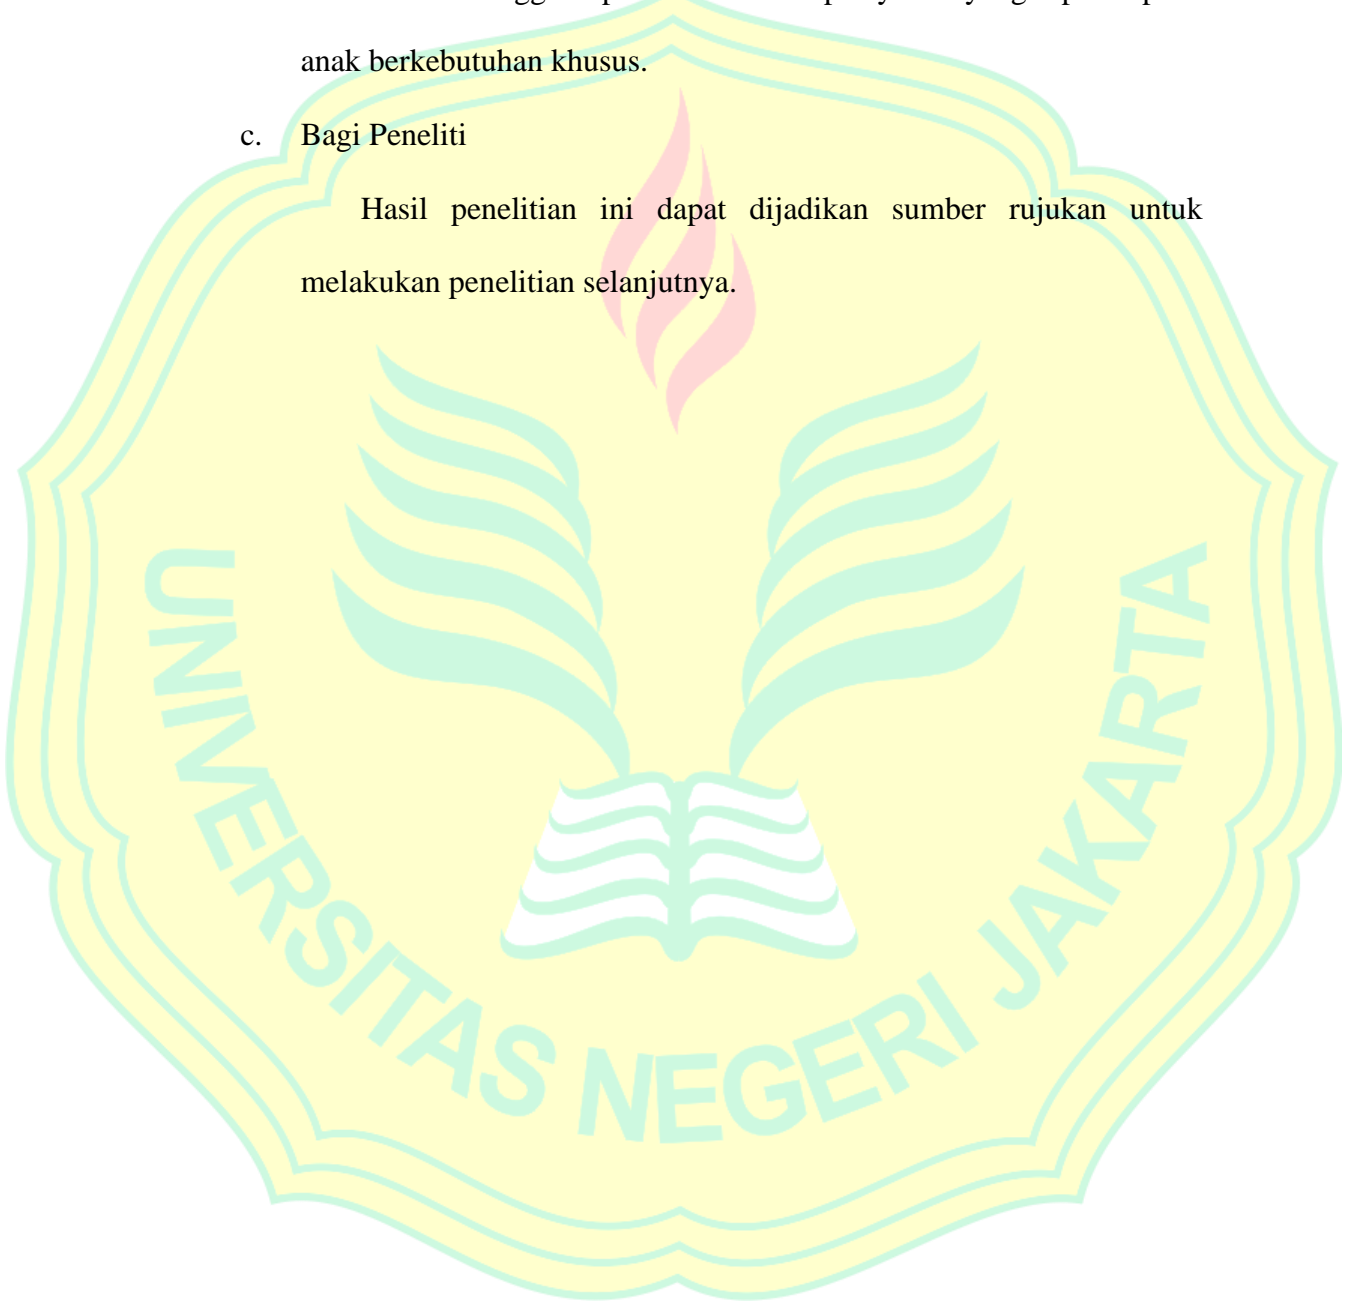 anak berkebutuhan khusus.
c. Bagi Peneliti
Hasil penelitian ini dapat dijadikan sumber rujukan untuk
melakukan penelitian selanjutnya.
UNIVERSITAS NEGERI JAKARTA